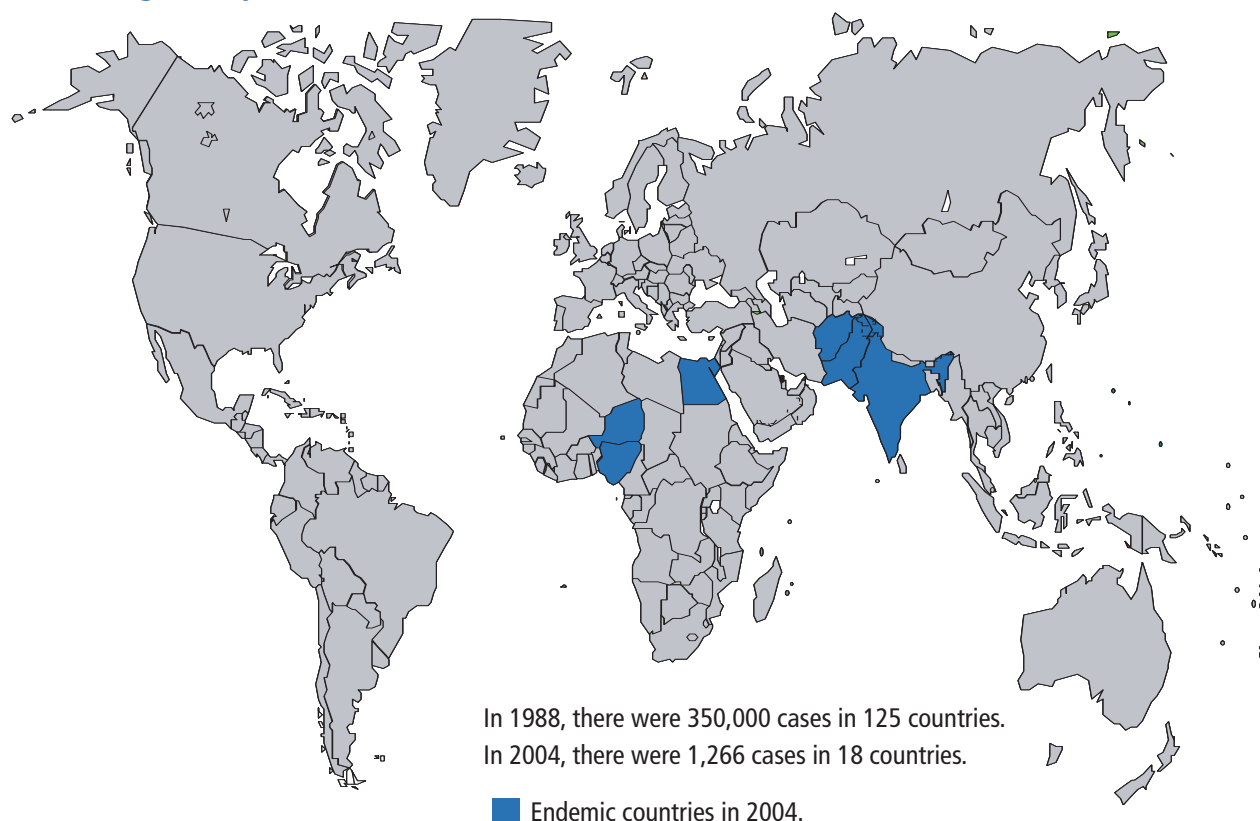 In 1988, there were 350,000 cases in 125 countries.
In 2004, there were 1,266 cases in 18 countries.
Endemic countries in 2004.